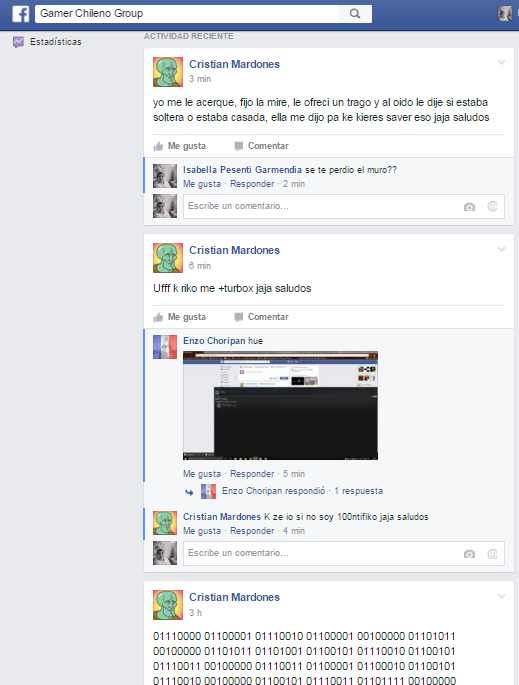 Gamer Chileno Group
Estadísticas
ACTIVIDAD RECIENTE
Cristian Mardones
3 min
yo me le acerque, fijo la mire, le ofreci un trago y al oido le dije si estaba
soltera o estaba casada, ella me dijo pa ke kieres saver eso jaja saludos
Me gusta Comentar
Isabella Pesenti Garmendia se te perdio el muro??
Me gusta · Responder · 2 min
Escribe un comentario...
Cristian Mardones
6 min
Ufff k riko me +turbox jaja saludos
Me gusta Comentar
Enzo Choripan hue
Me gusta · Responder · 5 min
Enzo Choripan respondió · 1 respuesta
Cristian Mardones K ze io si no soy 100ntifiko jaja saludos
Me gusta · Responder · 4 min
Escribe un comentario...
Cristian Mardones
3 h
01110000 01100001 01110010 01100001 00100000 01101011
00100000 01101011 01101001 01100101 01110010 01100101
01110011 00100000 01110011 01100001 01100010 01100101
01110010 00100000 01100101 01110011 01101111 00100000